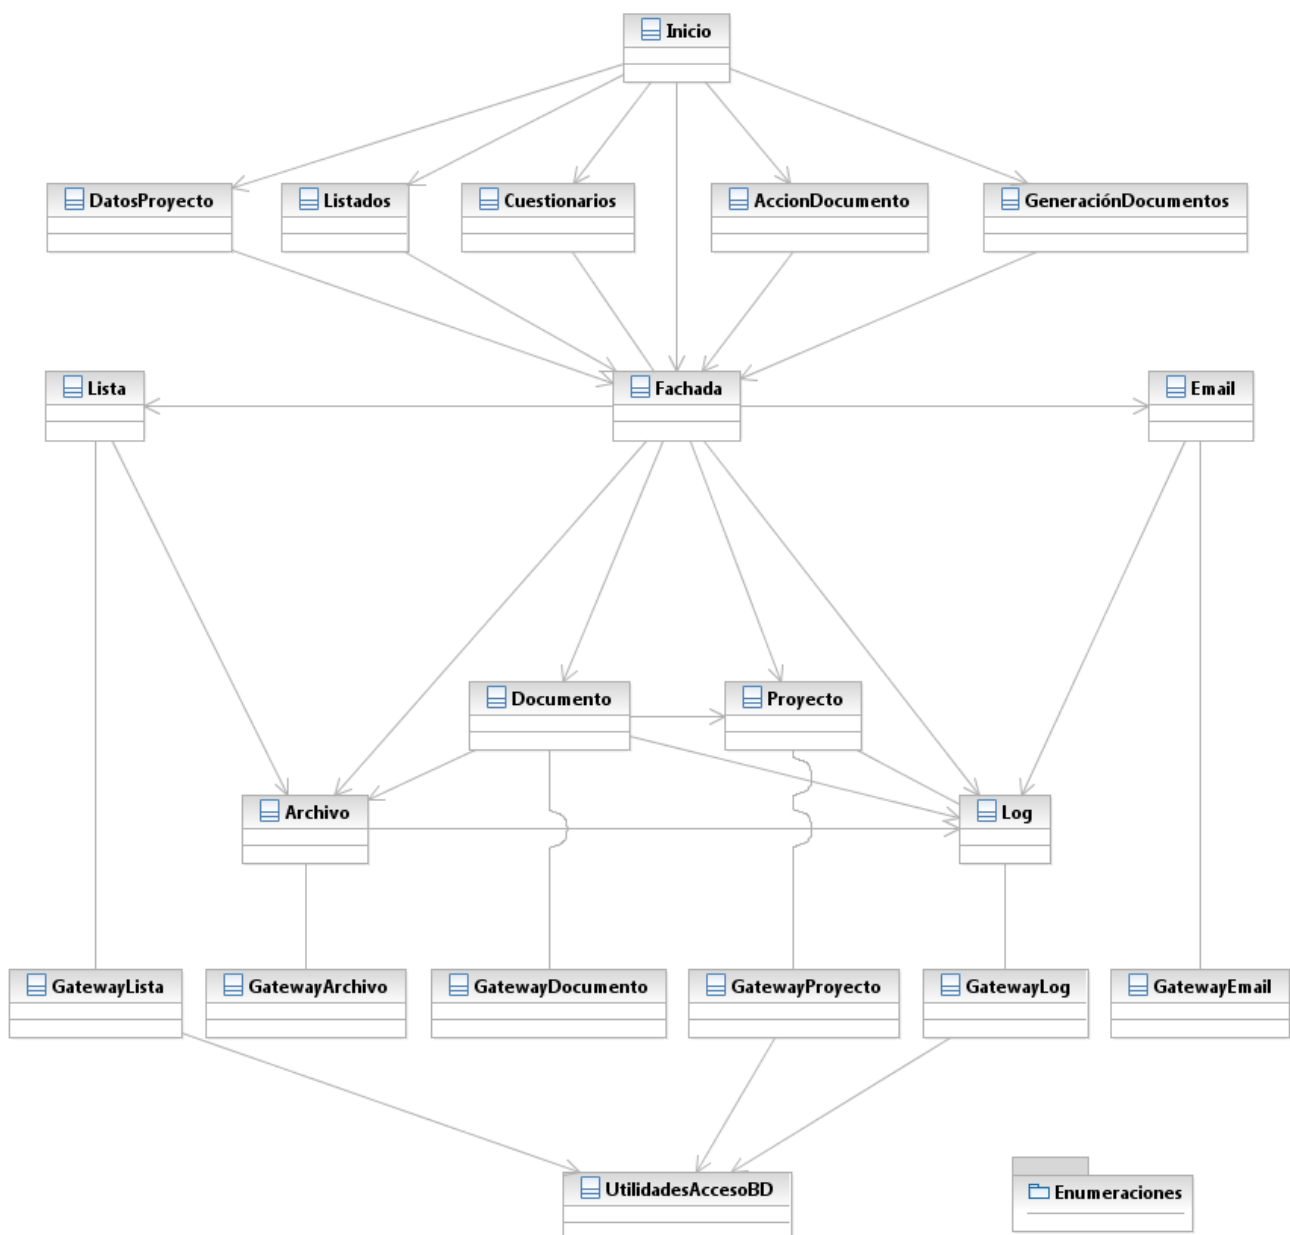 Inicio
DatosProyecto
Listados
Cuestionarios
AccionDocumento
GeneraciónDocumentos
Lista
Fachada
Email
Documento
Proyecto
Archivo
Log
GatewayLista
GatewayArchivo
GatewayDocumento
GatewayProyecto
GatewayLog
GatewayEmail
UtilidadesAccesoBD
Enumeraciones